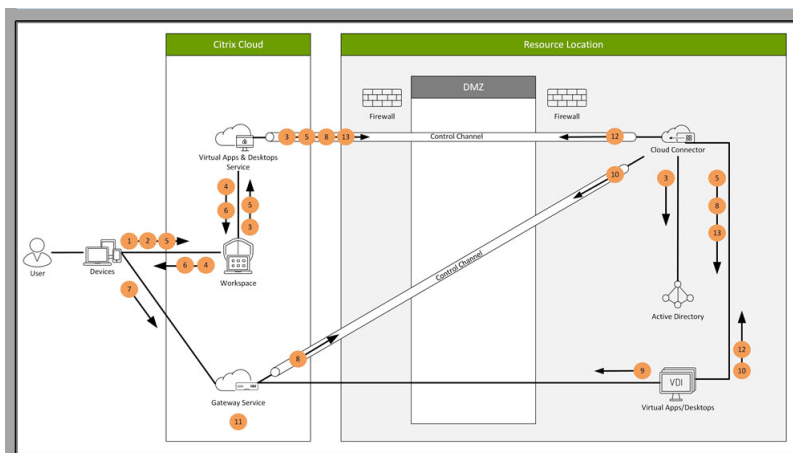 Citrix Cloud
Resource Location
DMZ
Firewall
Firewall
Virtual Apps & Desktops
Service
3 5 8 13
Control Channel
12
Cloud Connector
4
6
5
3
10
3
5
8
13
User
Devices
1 2 5
6 4
Workspace
Control Channel
7
Active Directory
8
12
10
9
VDI
Gateway Service
Virtual Apps/Desktops
11